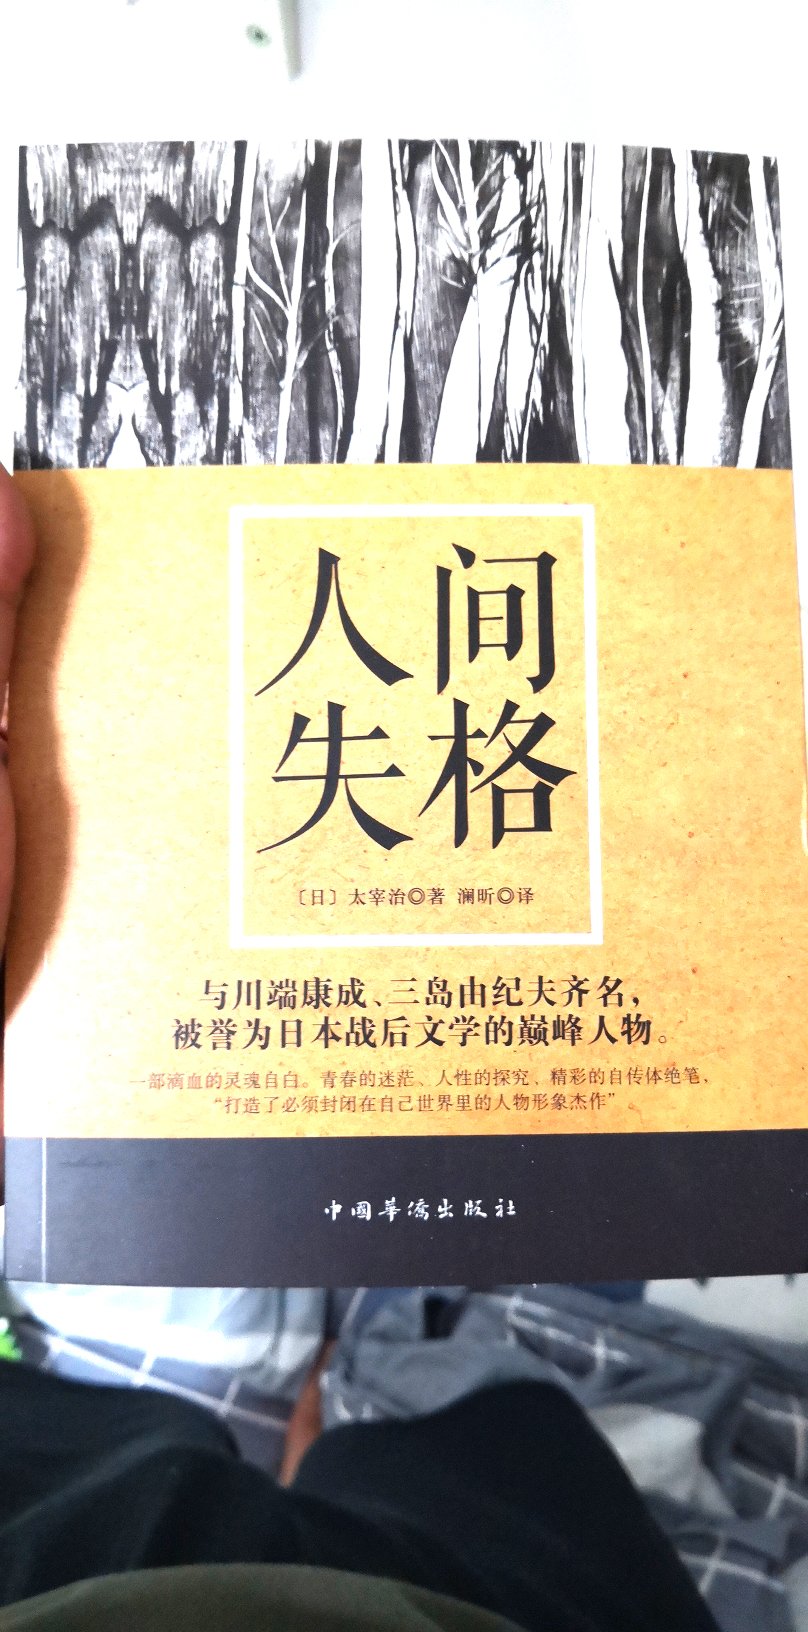 人间
失格
〔日〕太宰治◎著 澜昕◎译
与川端康成、三岛由纪夫齐名，
被誉为日本战后文学的巅峰人物。
一部滴血的灵魂自白。青春的迷茫、人性的探究、精彩的自传体绝笔，
“打造了必须封闭在自己世界里的人物形象杰作”。
中国华侨出版社